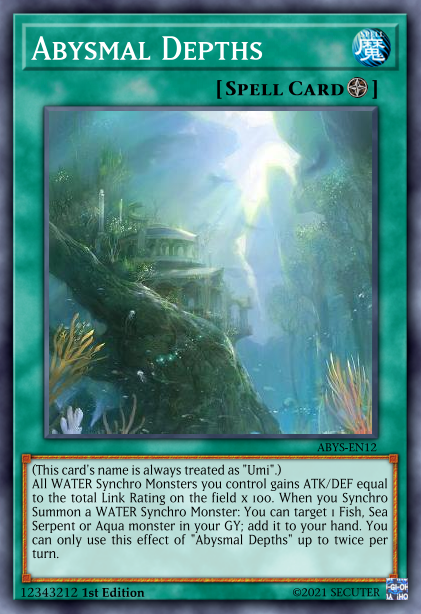 Abysmal Depths
魔
[Spell Card]
ABYS-EN12
(This card's name is always treated as "Umi".)
All WATER Synchro Monsters you control gains ATK/DEF equal
to the total Link Rating on the field x 100. When you Synchro
Summon a WATER Synchro Monster: You can target 1 Fish, Sea
Serpent or Aqua monster in your GY; add it to your hand. You
can only use this effect of "Abysmal Depths" up to twice per
turn.
12343212 1st Edition
©2021 SECUTER